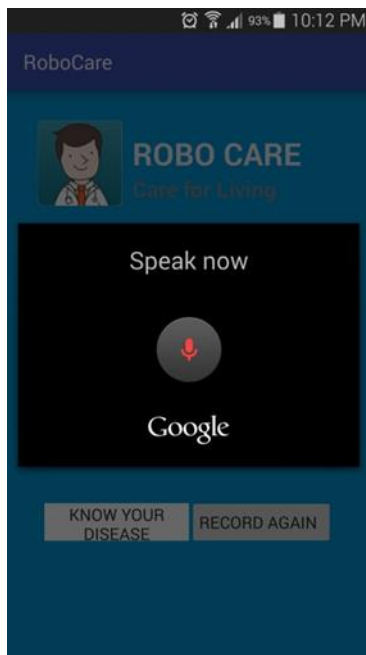 93% 10:12 PM
RoboCare
ROBO CARE
Care for Living
Speak now
Google
KNOW YOUR
DISEASE
RECORD AGAIN